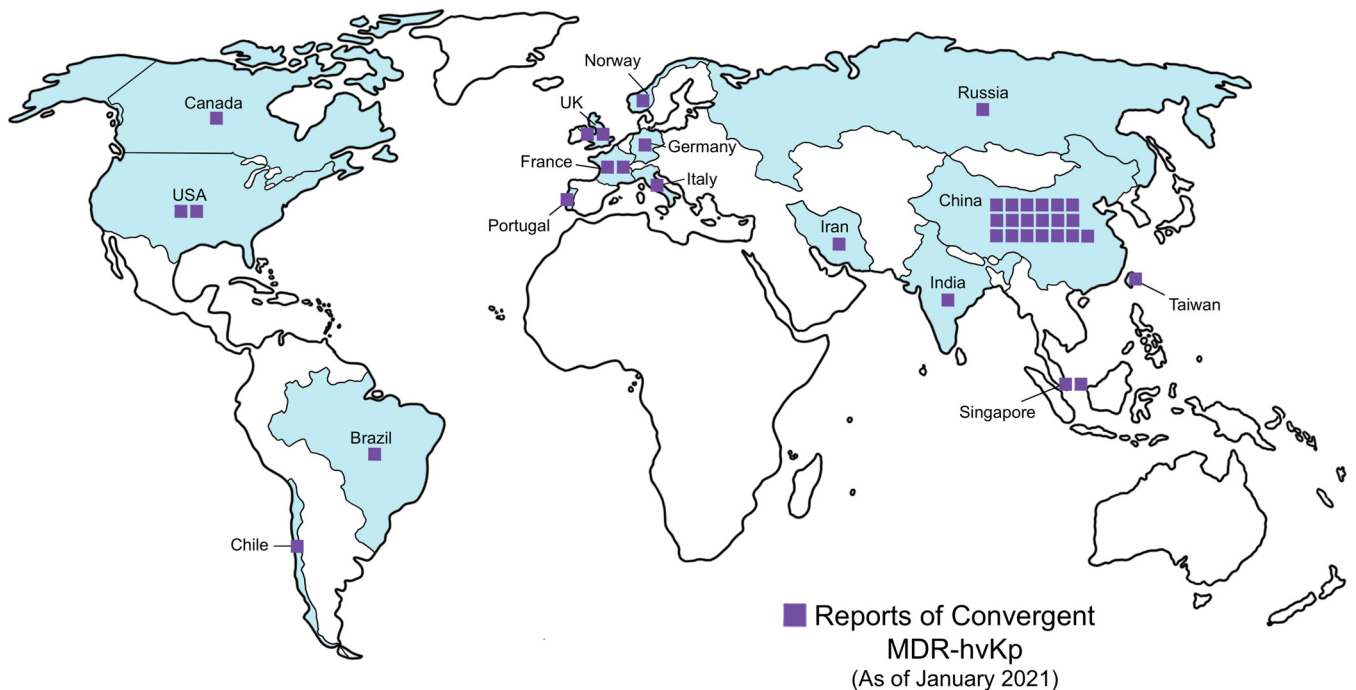 Norway
Russia
Canada
UK
Germany
France
Italy
USA
China
Portugal
Iran
India
Taiwan
Singapore
Brazil
Chile
Reports of Convergent
MDR-hvKp
(As of January 2021)